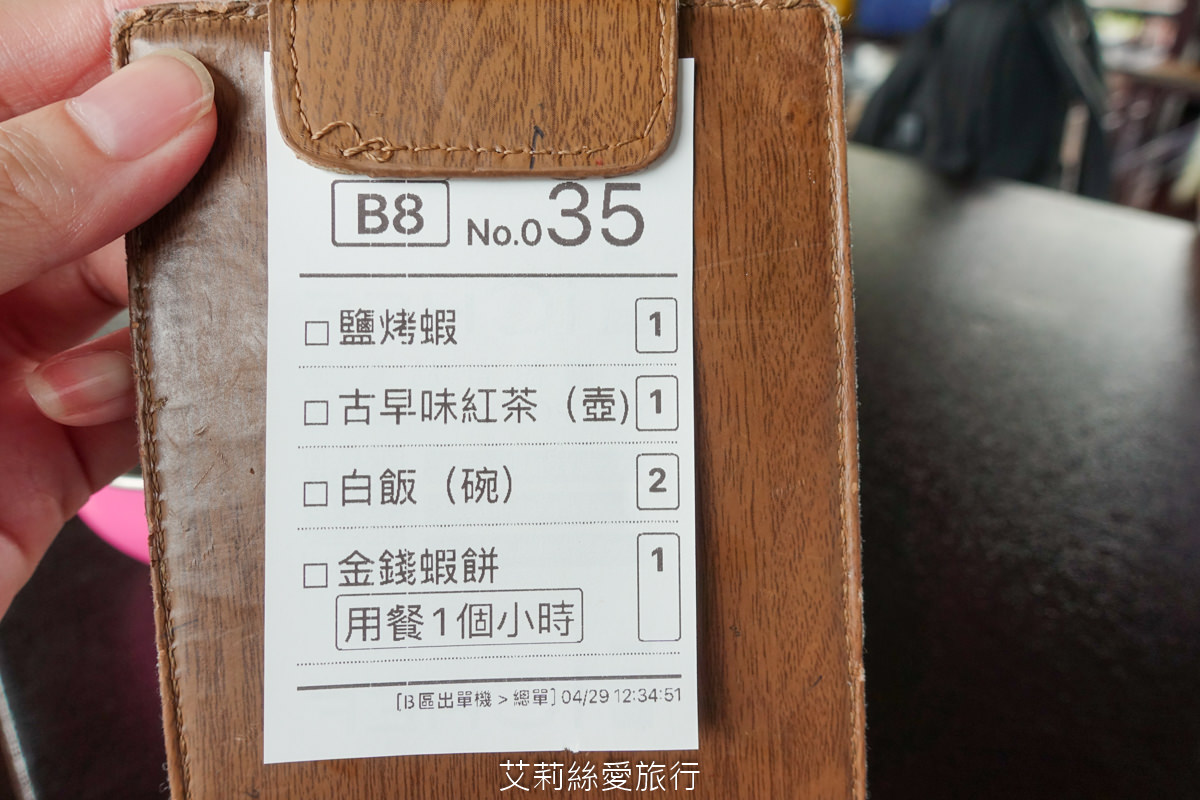 B8 No.035
□鹽烤蝦 1
□古早味紅茶（壺) 1
□白飯（碗） 2
□金錢蝦餅 1
用餐1個小時
[B區出單機 > 總單] 04/29 12:34:51
艾莉絲愛旅行